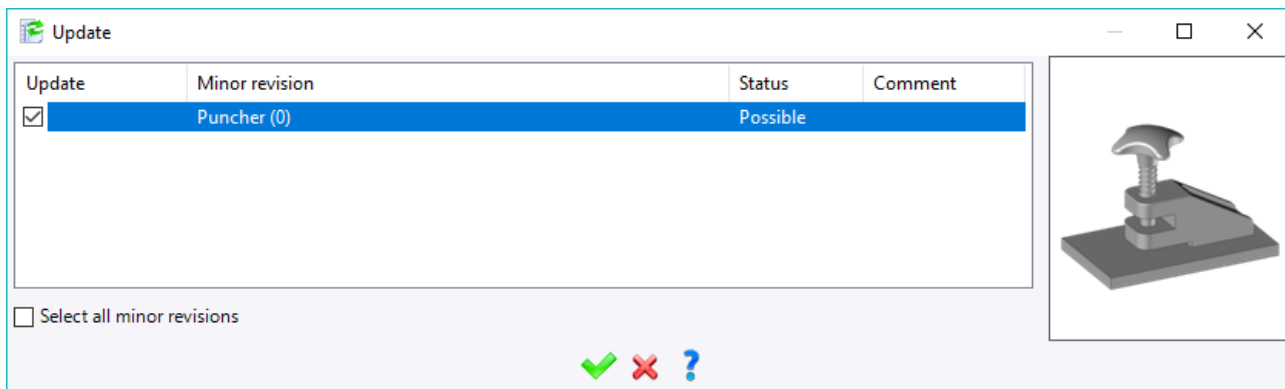 Update
Update Minor revision Status Comment
Puncher (0) Possible
Select all minor revisions